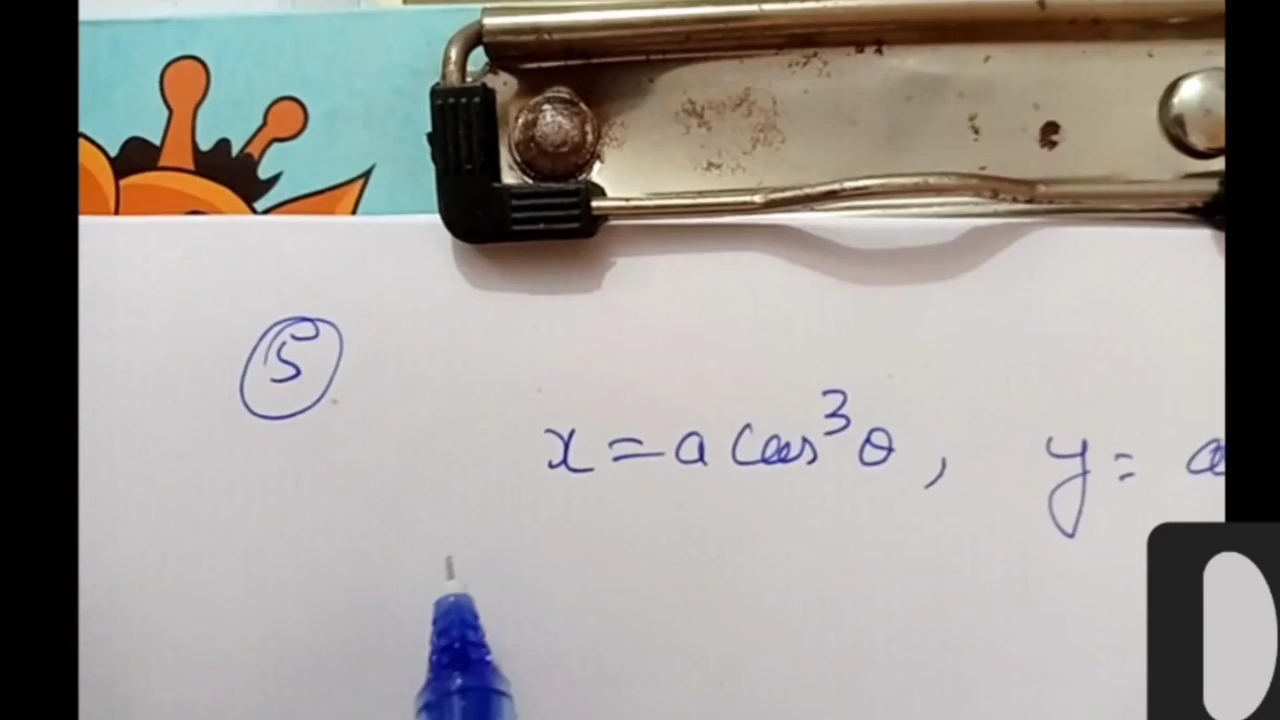 5
x = a cos³θ, y = a